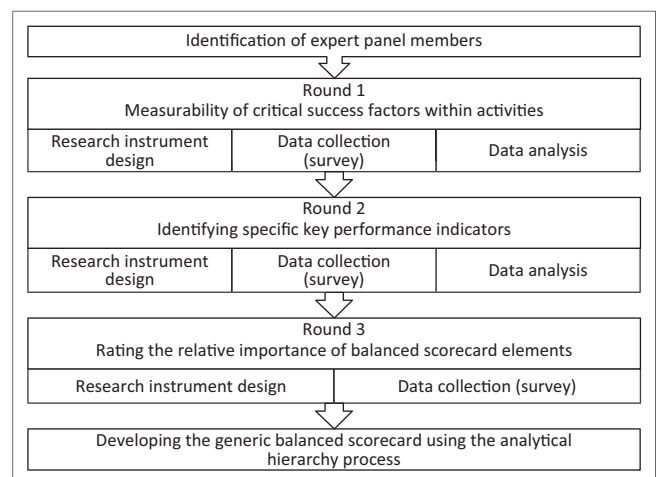 Identification of expert panel members
Round 1
Measurability of critical success factors within activities
Research instrument
design
Data collection
(survey)
Data analysis
Round 2
Identifying specific key performance indicators
Research instrument
design
Data collection
(survey)
Data analysis
Round 3
Rating the relative importance of balanced scorecard elements
Research instrument design
Data collection (survey)
Developing the generic balanced scorecard using the analytical
hierarchy process